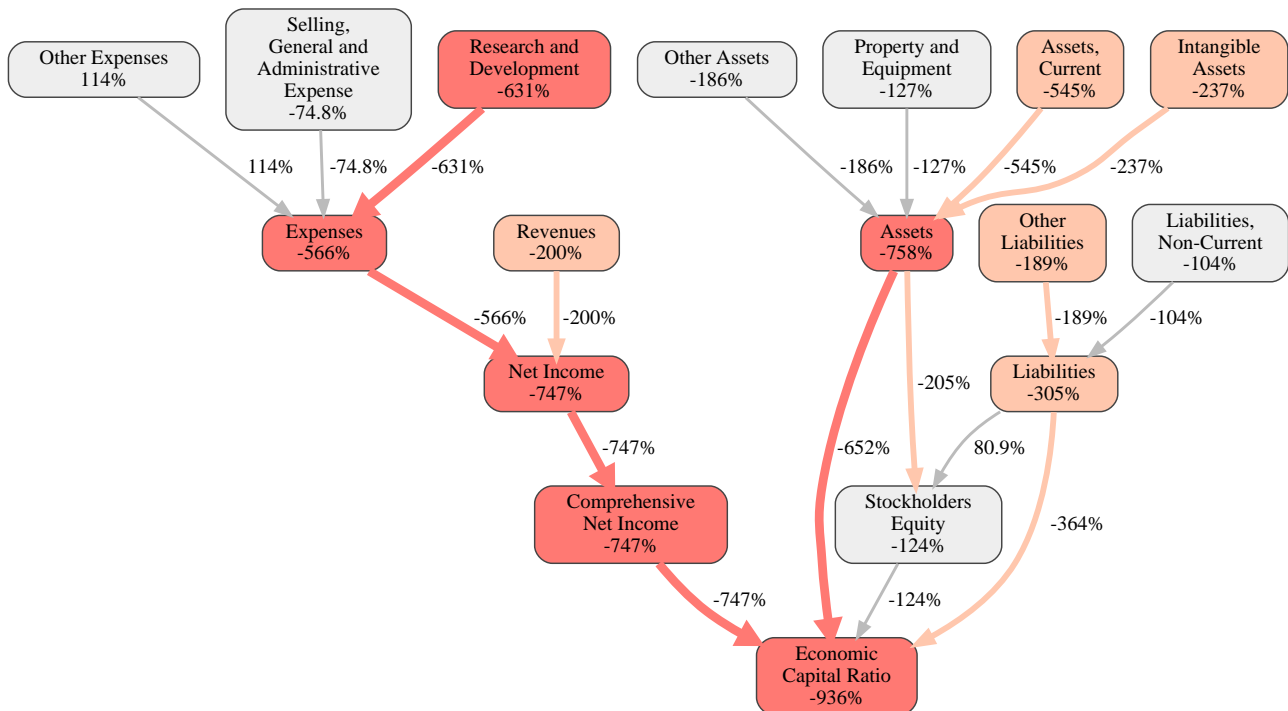 Other Expenses
114%
Selling,
General and
Administrative
Expense
-74.8%
Research and
Development
-631%
Other Assets
-186%
Property and
Equipment
-127%
Assets,
Current
-545%
Intangible
Assets
-237%
114%
-74.8%
-631%
-186%
-127%
-545%
-237%
Expenses
-566%
Revenues
-200%
Assets
-758%
Other
Liabilities
-189%
Liabilities,
Non-Current
-104%
-566%
-200%
-189%
-104%
Net Income
-747%
-205%
Liabilities
-305%
-747%
-652%
80.9%
Comprehensive
Net Income
-747%
Stockholders
Equity
-124%
-364%
-747%
-124%
Economic
Capital Ratio
-936%